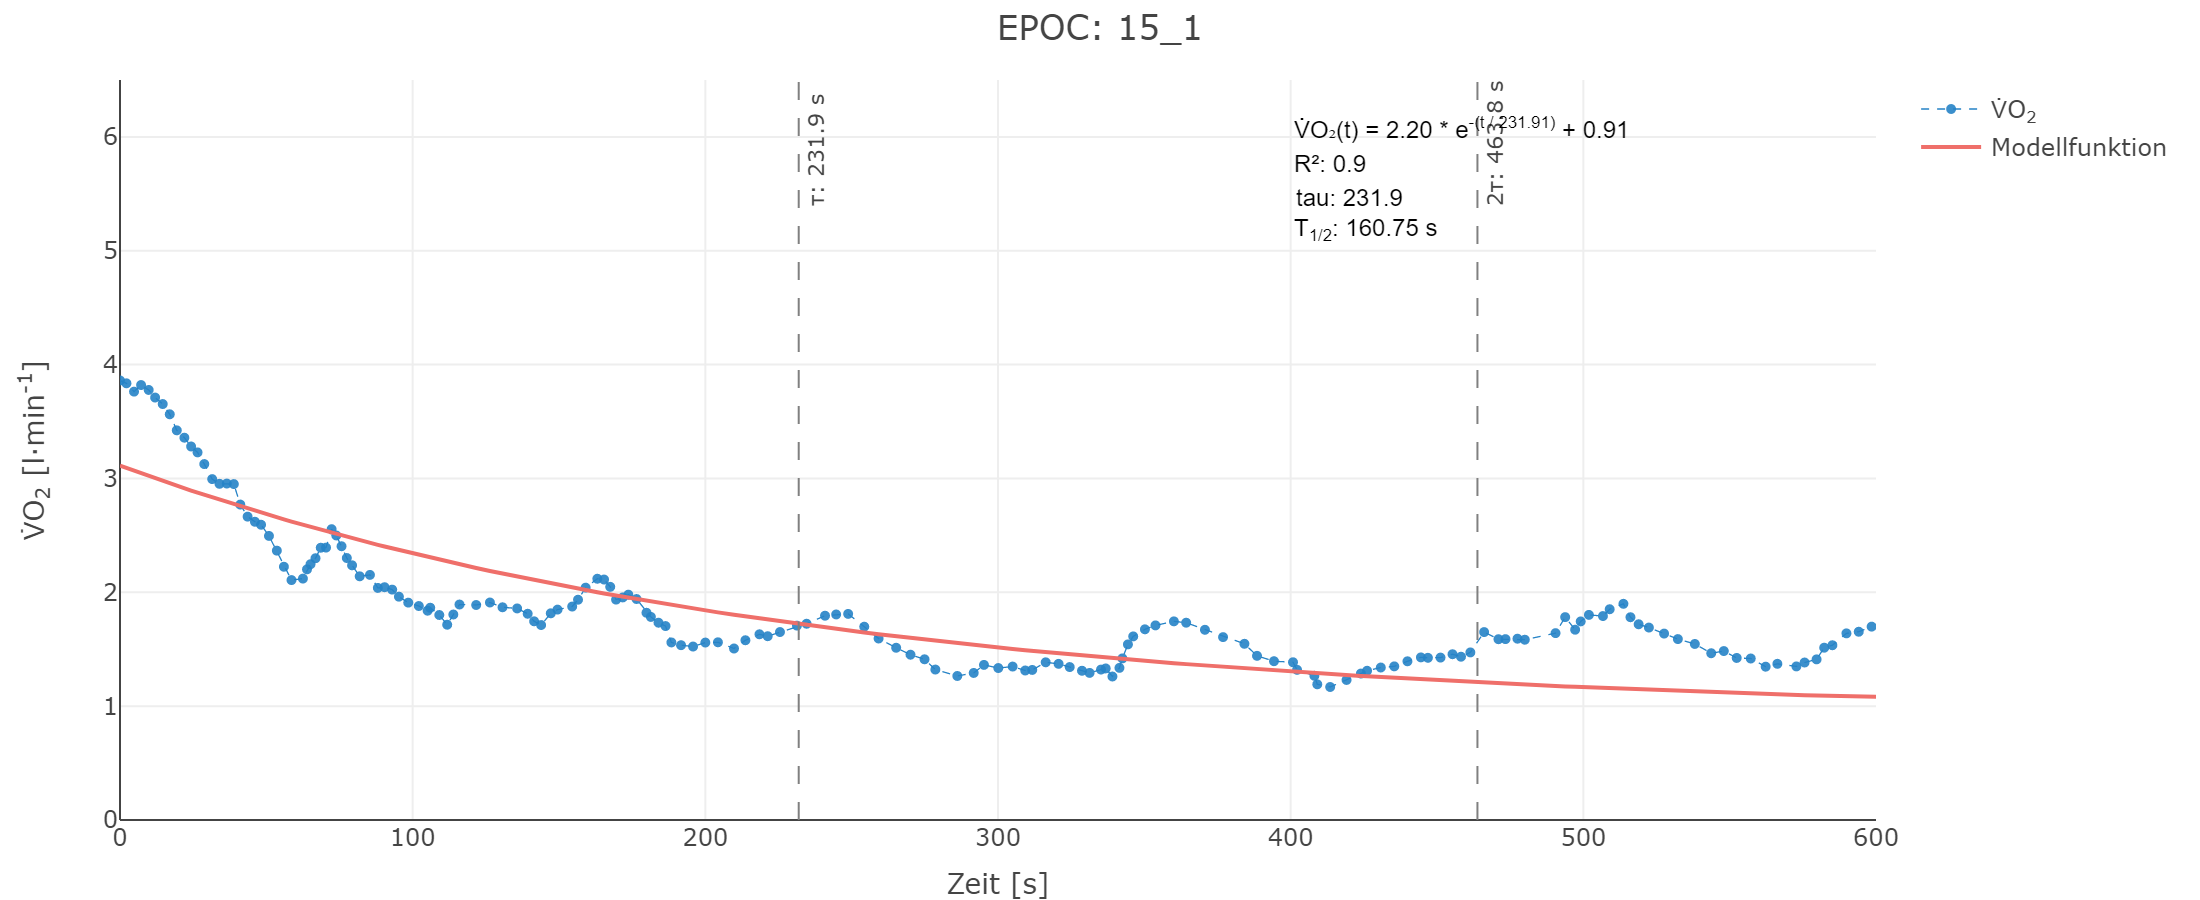 EPOC: 15_1
V̇O₂
Modellfunktion
τ: 231.9 s
2τ: 463.8 s
V̇O₂(t) = 2.20 * e^-(t / 231.91) + 0.91
R²: 0.9
tau: 231.9
T1/2: 160.75 s
V̇O₂ [l·min⁻¹]
6
5
4
3
2
1
0
0 100 200 300 400 500 600
Zeit [s]